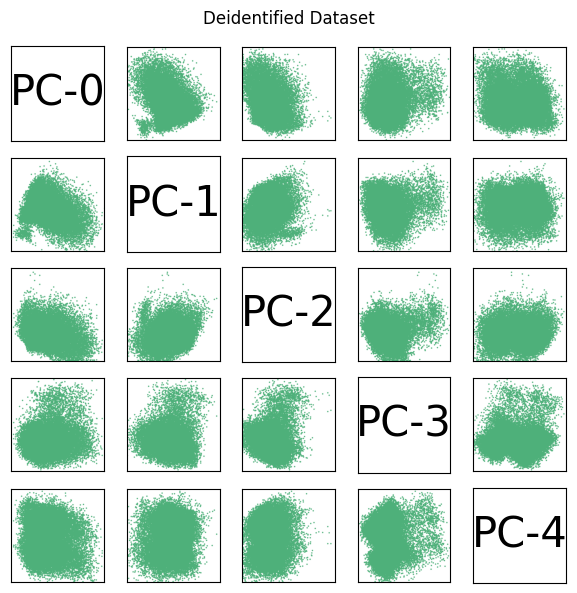 Deidentified Dataset
PC-0
PC-1
PC-2
PC-3
PC-4